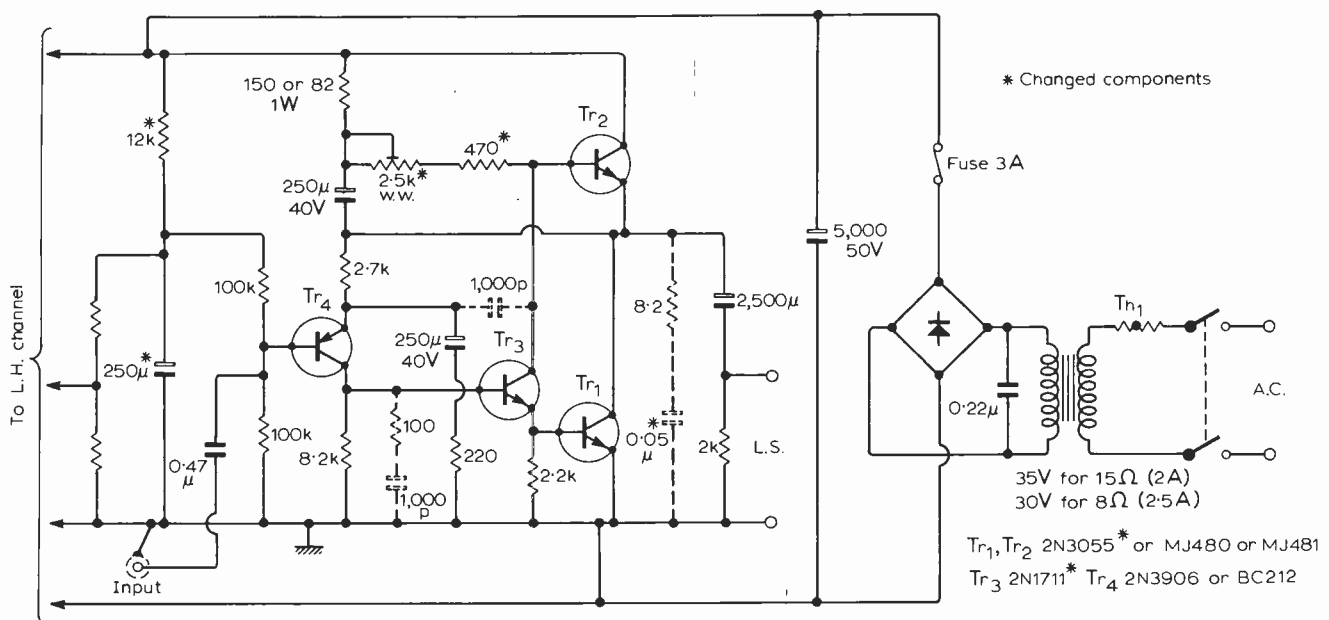 * Changed components
150 or 82
1W
12k*
Tr2
470*
2·5k*
w.w.
Fuse 3A
250μ
40V
5,000
50V
2·7k
1,000p
8·2
2,500μ
Th1
100k
Tr4
250μ
40V
Tr3
To L.H. channel
250μ*
Tr1
A.C.
0·22μ
100
0·05*
μ
100k
8·2k
220
2k
L.S.
0·47
μ
2·2k
1,000
p
35V for 15Ω (2A)
30V for 8Ω (2·5A)
Input
Tr1, Tr2 2N3055* or MJ480 or MJ481
Tr3 2N1711* Tr4 2N3906 or BC212